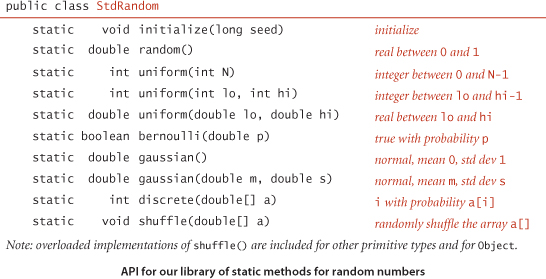 public class StdRandom
static void initialize(long seed) initialize
static double random() real between 0 and 1
static int uniform(int N) integer between 0 and N-1
static int uniform(int lo, int hi) integer between lo and hi-1
static double uniform(double lo, double hi) real between lo and hi
static boolean bernoulli(double p) true with probability p
static double gaussian() normal, mean 0, std dev 1
static double gaussian(double m, double s) normal, mean m, std dev s
static int discrete(double[] a) i with probability a[i]
static void shuffle(double[] a) randomly shuffle the array a[]
Note: overloaded implementations of shuffle() are included for other primitive types and for Object.
API for our library of static methods for random numbers